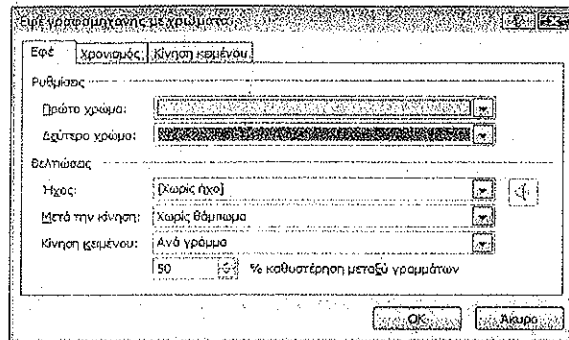 Εφέ γραφομηχανής με χρώματα
Εφέ Χρονισμός Κίνηση κειμένου
Ρυθμίσεις
Πρώτο χρώμα:
Δεύτερο χρώμα:
Βελτιώσεις
Ήχος: [Χωρίς ήχο]
Μετά την κίνηση: Χωρίς θάμπωμα
Κίνηση κειμένου: Ανά γράμμα
50 % καθυστέρηση μεταξύ γραμμάτων
OK Άκυρο